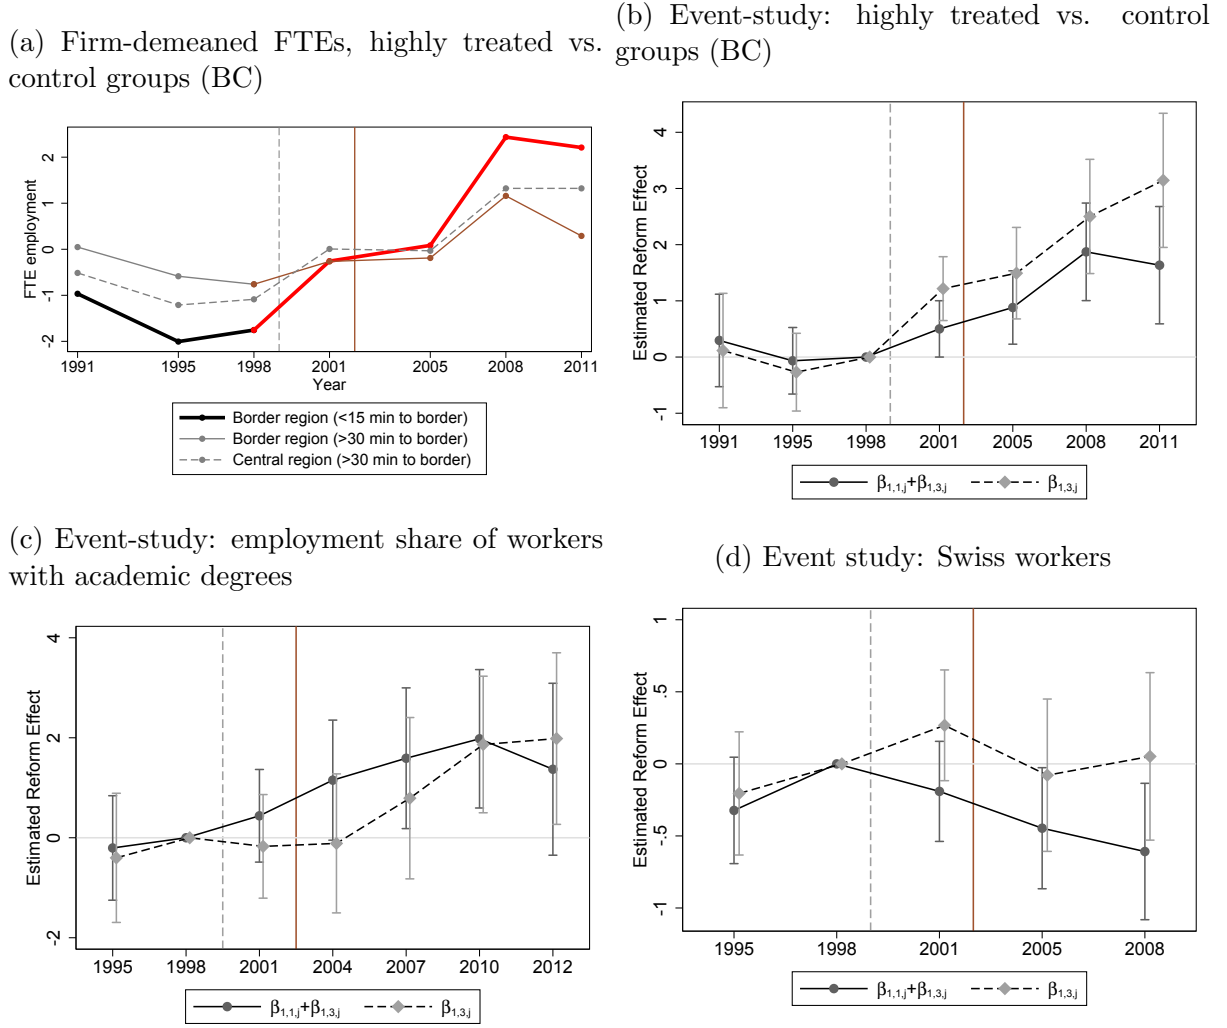 (a) Firm-demeaned FTEs, highly treated vs.
control groups (BC)
FTE employment
2
1
0
-1
-2
1991 1995 1998 2001 2005 2008 2011
Year
Border region (<15 min to border)
Border region (>30 min to border)
Central region (>30 min to border)
(b) Event-study: highly treated vs. control
groups (BC)
Estimated Reform Effect
4
3
2
1
0
-1
1991 1995 1998 2001 2005 2008 2011
β1,1,j+β1,3,j β1,3,j
(c) Event-study: employment share of workers
with academic degrees
Estimated Reform Effect
4
2
0
-2
1995 1998 2001 2004 2007 2010 2012
β1,1,j+β1,3,j β1,3,j
(d) Event study: Swiss workers
Estimated Reform Effect
1
.5
0
-.5
-1
1995 1998 2001 2005 2008
β1,1,j+β1,3,j β1,3,j